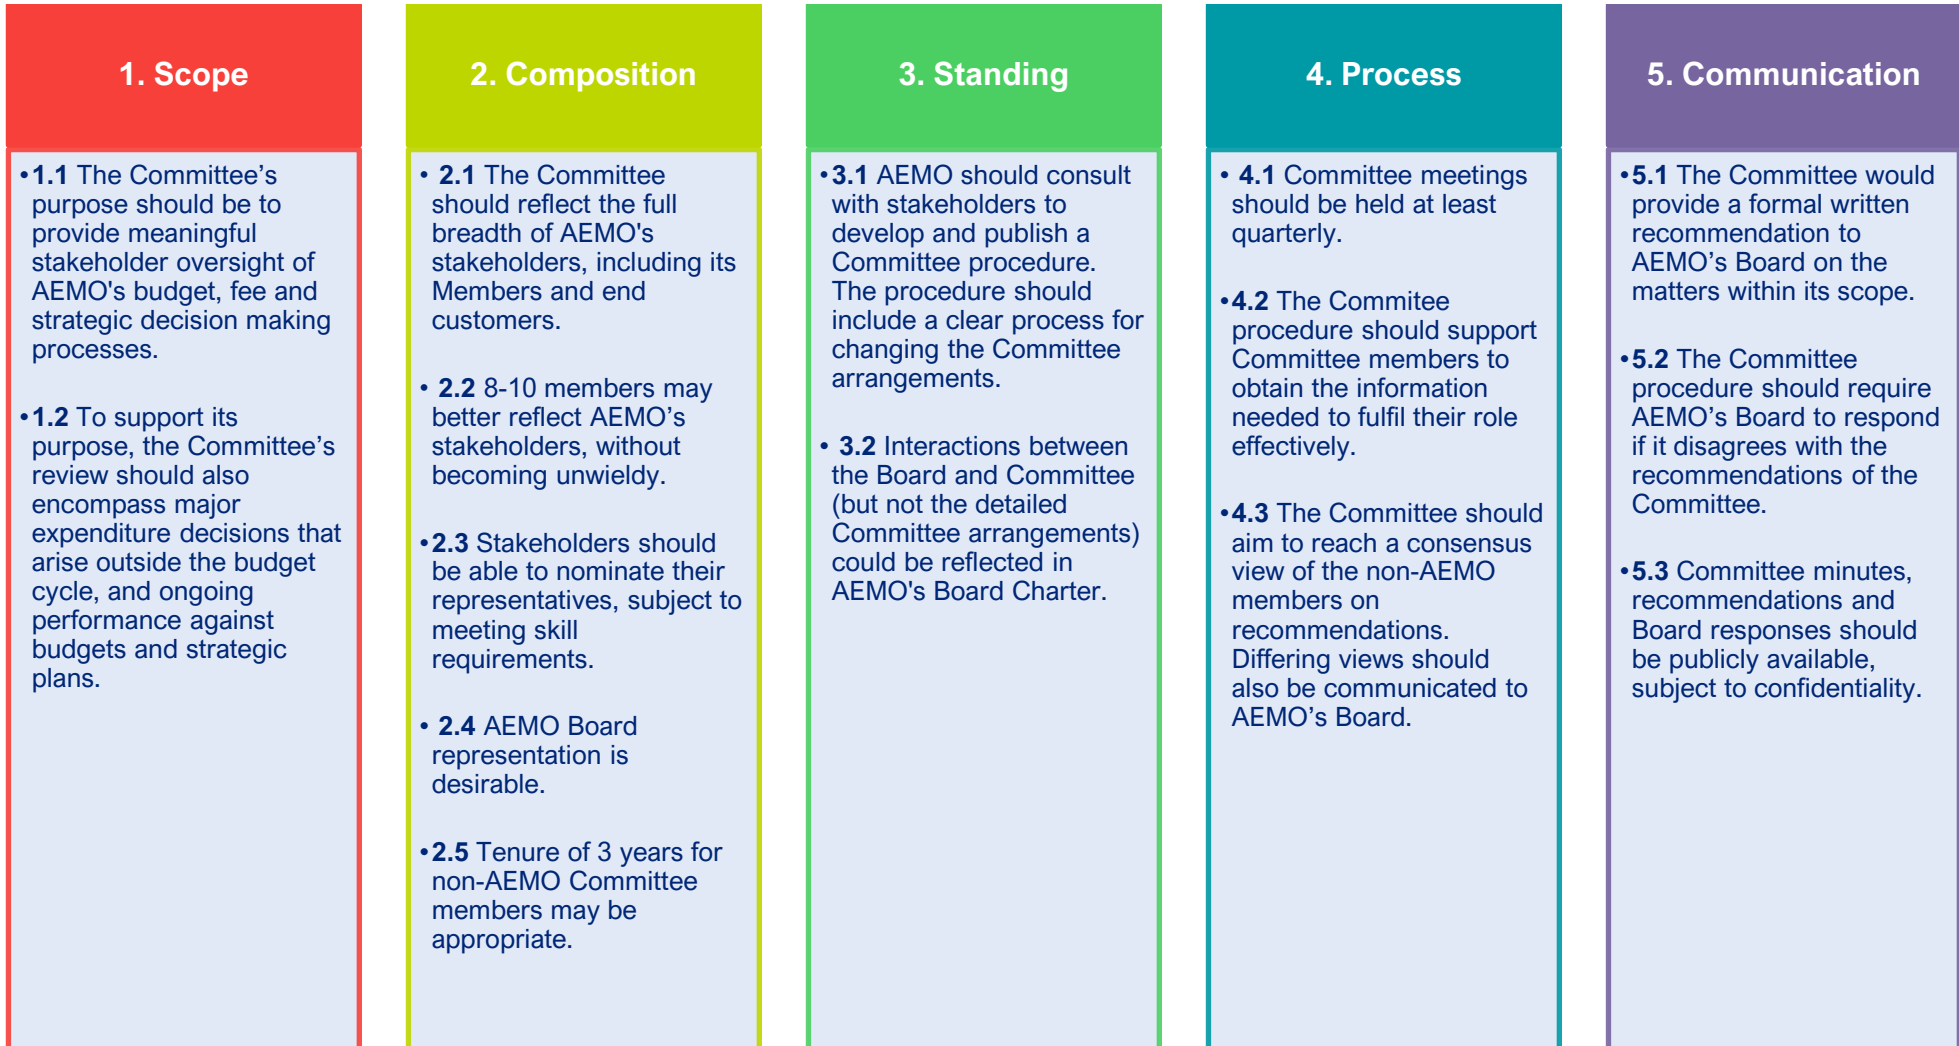 1. Scope
•1.1 The Committee’s
purpose should be to
provide meaningful
stakeholder oversight of
AEMO's budget, fee and
strategic decision making
processes.
•1.2 To support its
purpose, the Committee’s
review should also
encompass major
expenditure decisions that
arise outside the budget
cycle, and ongoing
performance against
budgets and strategic
plans.
2. Composition
• 2.1 The Committee
should reflect the full
breadth of AEMO's
stakeholders, including its
Members and end
customers.
• 2.2 8-10 members may
better reflect AEMO’s
stakeholders, without
becoming unwieldy.
•2.3 Stakeholders should
be able to nominate their
representatives, subject to
meeting skill
requirements.
• 2.4 AEMO Board
representation is
desirable.
•2.5 Tenure of 3 years for
non-AEMO Committee
members may be
appropriate.
3. Standing
•3.1 AEMO should consult
with stakeholders to
develop and publish a
Committee procedure.
The procedure should
include a clear process for
changing the Committee
arrangements.
• 3.2 Interactions between
the Board and Committee
(but not the detailed
Committee arrangements)
could be reflected in
AEMO's Board Charter.
4. Process
• 4.1 Committee meetings
should be held at least
quarterly.
•4.2 The Commitee
procedure should support
Committee members to
obtain the information
needed to fulfil their role
effectively.
•4.3 The Committee should
aim to reach a consensus
view of the non-AEMO
members on
recommendations.
Differing views should
also be communicated to
AEMO’s Board.
5. Communication
•5.1 The Committee would
provide a formal written
recommendation to
AEMO’s Board on the
matters within its scope.
•5.2 The Committee
procedure should require
AEMO’s Board to respond
if it disagrees with the
recommendations of the
Committee.
•5.3 Committee minutes,
recommendations and
Board responses should
be publicly available,
subject to confidentiality.